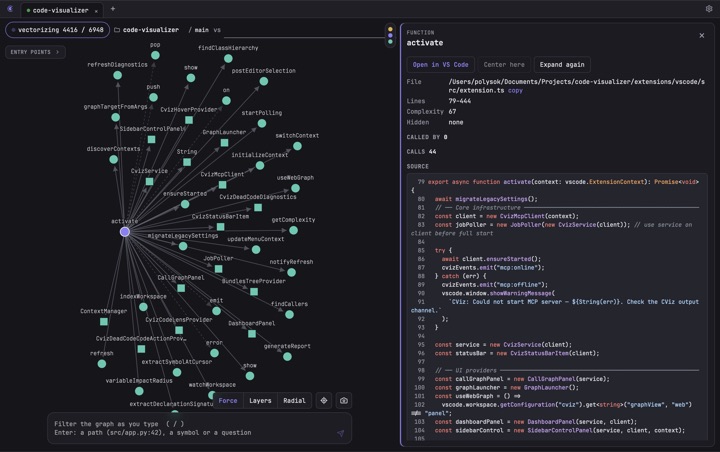 code-visualizer
vectorizing 4416 / 6948
code-visualizer / main vs
ENTRY POINTS >
pop
findClassHierarchy
refreshDiagnostics
show
postEditorSelection
push
on
graphTargetFromArgs
CvizHoverProvider
startPolling
SidebarControlPanel
GraphLauncher
switchContext
discoverContexts
String
initializeContext
CvizService
CvizMcpClient
useWebGraph
ensureStarted
CvizDeadCodeDiagnostics
activate
CvizStatusBarItem
getComplexity
migrateLegacySettings
updateMenuContext
JobPoller
notifyRefresh
CallGraphPanel
BundlesTreeProvider
indexWorkspace
emit
findCallers
ContextManager
CvizCodeLensProvider
DashboardPanel
CvizDeadCodeCodeActionProv…
error
generateReport
refresh
extractSymbolAtCursor
show
variableImpactRadius
watchWorkspace
extractDeclarationSignatu
Force Layers Radial
Filter the graph as you type ( / )
Enter: a path (src/app.py:42), a symbol or a question
FUNCTION
activate
Open in VS Code Center here Expand again
File /Users/polysok/Documents/Projects/code-visualizer/extensions/vscode/s
rc/extension.ts copy
Lines 79-444
Complexity 67
Hidden none
CALLED BY 0
CALLS 44
SOURCE
79 export async function activate(context: vscode.ExtensionContext): Promise<void>
{
80 await migrateLegacySettings();
81 // —— Core infrastructure ——
82 const client = new CvizMcpClient(context);
83 const jobPoller = new JobPoller(new CvizService(client)); // use service on
client before full start
84
85 try {
86 await client.ensureStarted();
87 cvizEvents.emit("mcp:online");
88 } catch (err) {
89 cvizEvents.emit("mcp:offline");
90 vscode.window.showWarningMessage(
91 `CViz: Could not start MCP server — ${String(err)}. Check the CViz output
channel.`
92 );
93 }
94
95 const service = new CvizService(client);
96 const statusBar = new CvizStatusBarItem(client);
97
98 // —— UI providers ——
99 const callGraphPanel = new CallGraphPanel(service);
100 const graphLauncher = new GraphLauncher();
101 const useWebGraph = () =>
102 vscode.workspace.getConfiguration("cviz").get<string>("graphView", "web")
"panel";
103 const dashboardPanel = new DashboardPanel(service, client);
104 const sidebarControl = new SidebarControlPanel(service, client, context);
105